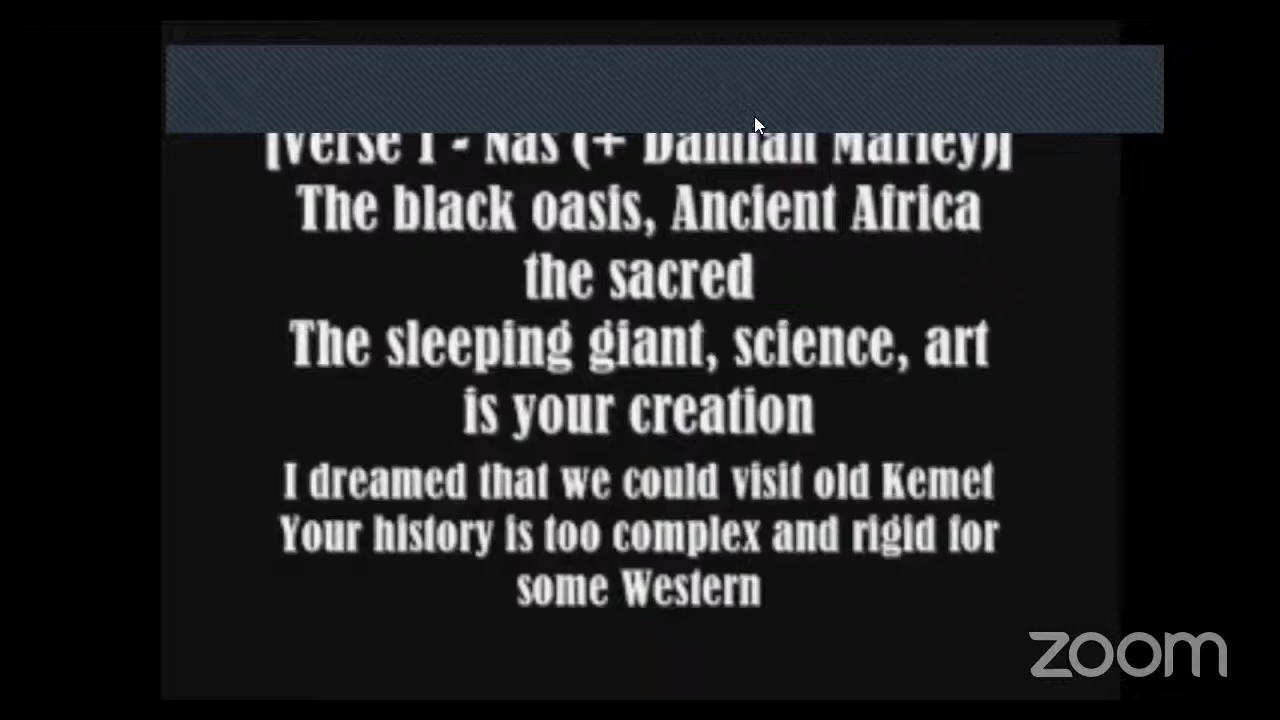 [Verse 1 - Nas (+ Damian Marley)]
The black oasis, Ancient Africa
the sacred
The sleeping giant, science, art
is your creation
I dreamed that we could visit old Kemet
Your history is too complex and rigid for
some Western
zoom